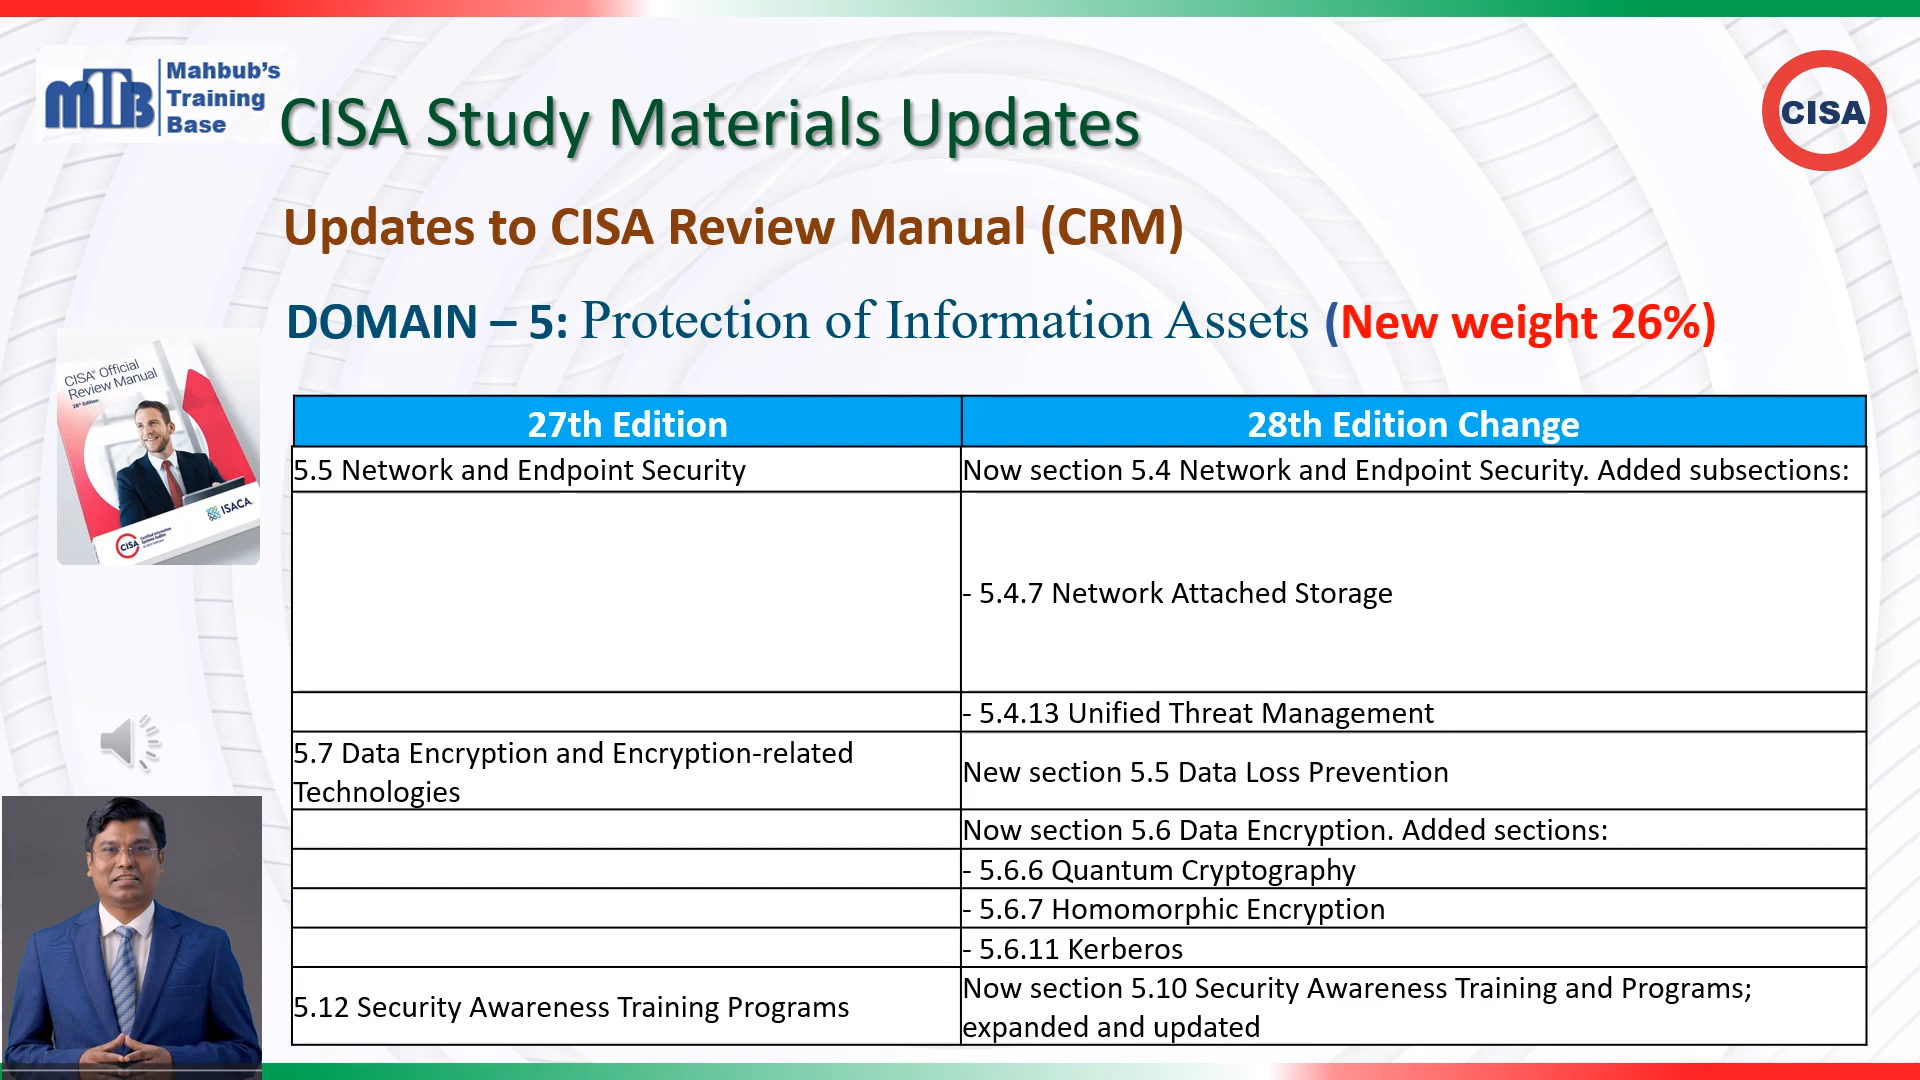 mTB
Mahbub's
Training
Base
CISA Study Materials Updates
CISA
Updates to CISA Review Manual (CRM)
DOMAIN – 5: Protection of Information Assets (New weight 26%)
CISA® Official
Review Manual
28th Edition
ISACA
CISA
27th Edition
28th Edition Change
5.5 Network and Endpoint Security
Now section 5.4 Network and Endpoint Security. Added subsections:
- 5.4.7 Network Attached Storage
- 5.4.13 Unified Threat Management
5.7 Data Encryption and Encryption-related
Technologies
New section 5.5 Data Loss Prevention
Now section 5.6 Data Encryption. Added sections:
- 5.6.6 Quantum Cryptography
- 5.6.7 Homomorphic Encryption
- 5.6.11 Kerberos
5.12 Security Awareness Training Programs
Now section 5.10 Security Awareness Training and Programs;
expanded and updated